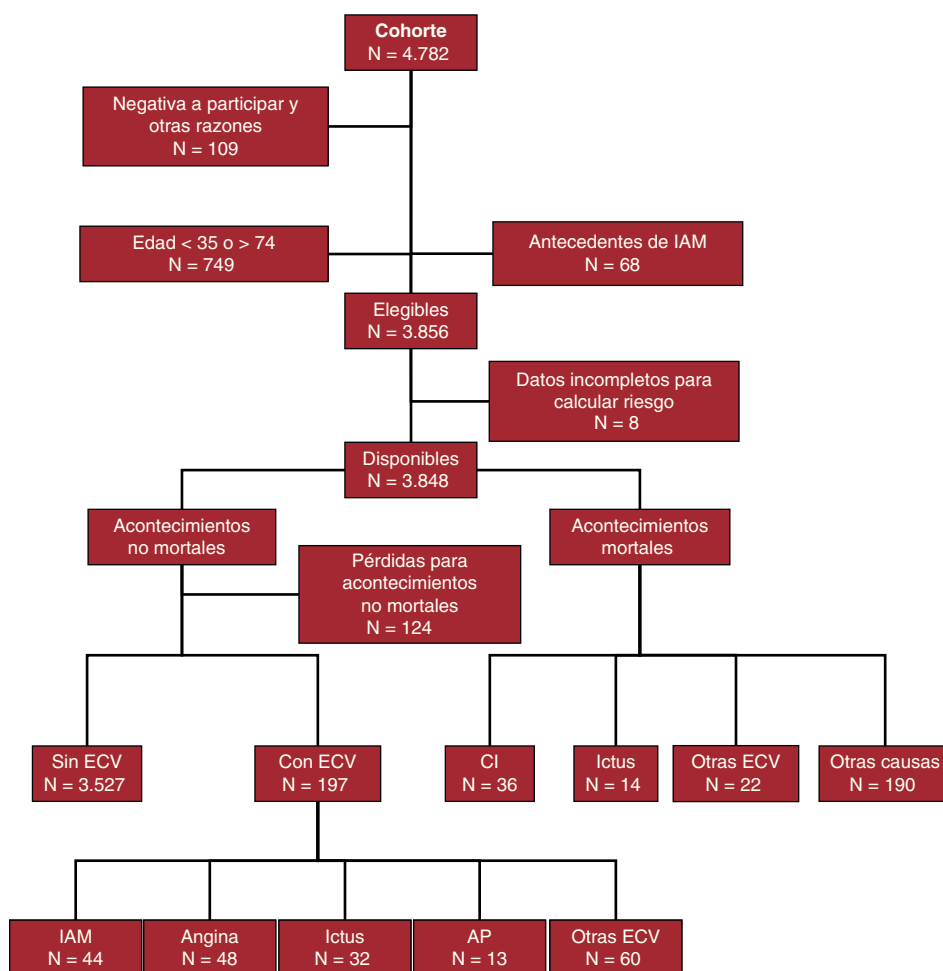 Cohorte
N = 4.782
Negativa a participar y
otras razones
N = 109
Edad < 35 o > 74
N = 749
Antecedentes de IAM
N = 68
Elegibles
N = 3.856
Datos incompletos para
calcular riesgo
N = 8
Disponibles
N = 3.848
Acontecimientos
no mortales
Acontecimientos
mortales
Pérdidas para
acontecimientos
no mortales
N = 124
Sin ECV
N = 3.527
Con ECV
N = 197
CI
N = 36
Ictus
N = 14
Otras ECV
N = 22
Otras causas
N = 190
IAM
N = 44
Angina
N = 48
Ictus
N = 32
AP
N = 13
Otras ECV
N = 60